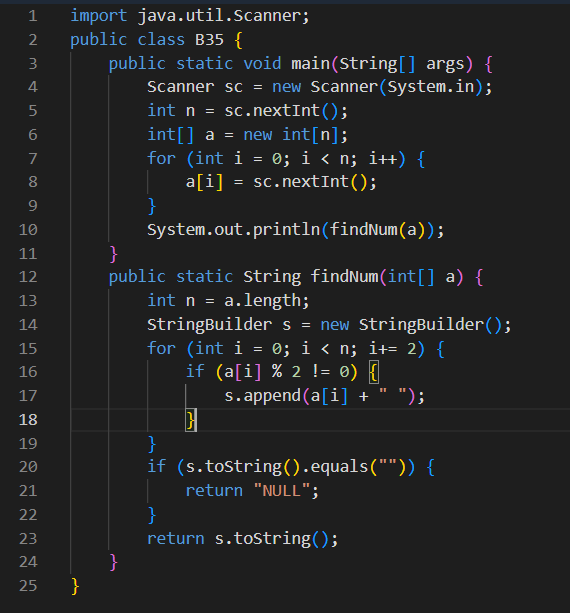 1 import java.util.Scanner;
2 public class B35 {
3     public static void main(String[] args) {
4         Scanner sc = new Scanner(System.in);
5         int n = sc.nextInt();
6         int[] a = new int[n];
7         for (int i = 0; i < n; i++) {
8             a[i] = sc.nextInt();
9         }
10         System.out.println(findNum(a));
11     }
12     public static String findNum(int[] a) {
13         int n = a.length;
14         StringBuilder s = new StringBuilder();
15         for (int i = 0; i < n; i+= 2) {
16             if (a[i] % 2 != 0) {
17                 s.append(a[i] + " ");
18             }
19         }
20         if (s.toString().equals("")) {
21             return "NULL";
22         }
23         return s.toString();
24     }
25 }